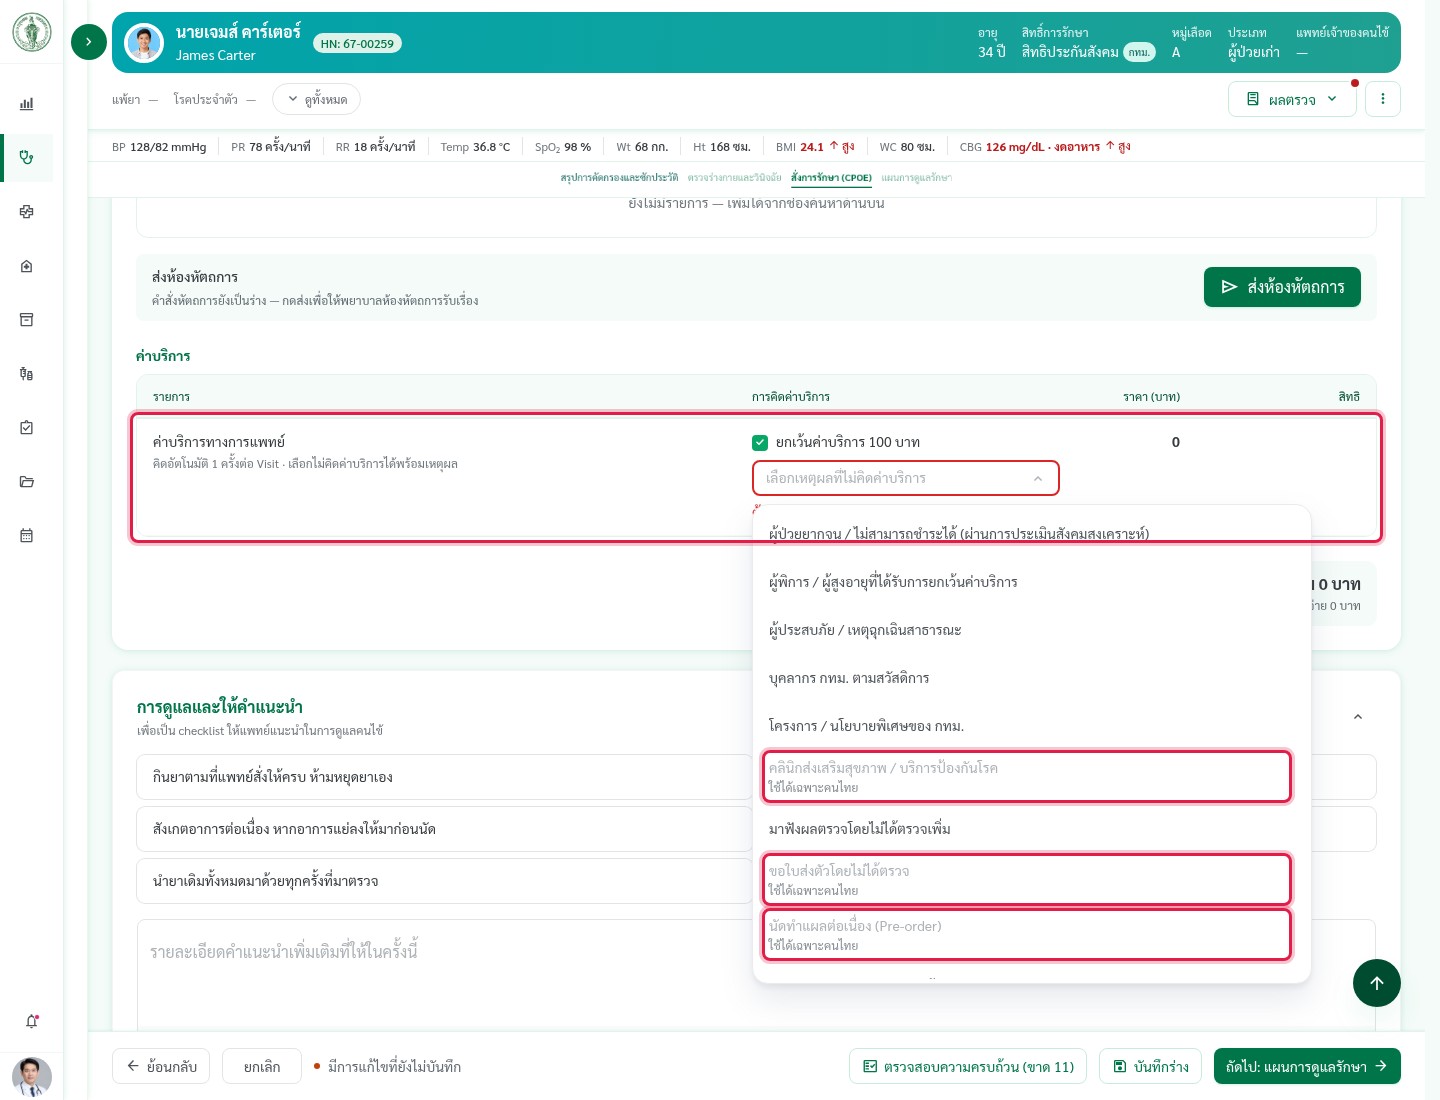 นายเจมส์ คาร์เตอร์
James Carter
HN: 67-00259
อายุ
34 ปี
สิทธิ์การรักษา
สิทธิประกันสังคม กทม.
หมู่เลือด
A
ประเภท
ผู้ป่วยเก่า
แพทย์เจ้าของคนไข้
—
แพ้ยา —
โรคประจำตัว —
ดูทั้งหมด
ผลตรวจ
BP 128/82 mmHg
PR 78 ครั้ง/นาที
RR 18 ครั้ง/นาที
Temp 36.8 °C
SpO₂ 98 %
Wt 68 กก.
Ht 168 ซม.
BMI 24.1 ↑ สูง
WC 80 ซม.
CBG 126 mg/dL · งดอาหาร ↑ สูง
สรุปการคัดกรองและซักประวัติ
ตรวจร่างกายและวินิจฉัย
สั่งการรักษา (CPOE)
แผนการดูแลรักษา
ยังไม่มีรายการ — เพิ่มได้จากช่องค้นหาด้านบน
ส่งห้องหัตถการ
คำสั่งหัตถการยังเป็นร่าง — กดส่งเพื่อให้พยาบาลห้องหัตถการรับเรื่อง
ส่งห้องหัตถการ
ค่าบริการ
รายการ
การคิดค่าบริการ
ราคา (บาท)
สิทธิ
ค่าบริการทางการแพทย์
คิดอัตโนมัติ 1 ครั้งต่อ Visit · เลือกไม่คิดค่าบริการได้พร้อมเหตุผล
ยกเว้นค่าบริการ 100 บาท
0
เลือกเหตุผลที่ไม่คิดค่าบริการ
ผู้ป่วยยากจน / ไม่สามารถชำระได้ (ผ่านการประเมินสังคมสงเคราะห์)
ผู้พิการ / ผู้สูงอายุที่ได้รับการยกเว้นค่าบริการ
0 บาท
0 บาท
ผู้ประสบภัย / เหตุฉุกเฉินสาธารณะ
บุคลากร กทม. ตามสวัสดิการ
โครงการ / นโยบายพิเศษของ กทม.
คลินิกส่งเสริมสุขภาพ / บริการป้องกันโรค
ใช้ได้เฉพาะคนไทย
มาฟังผลตรวจโดยไม่ได้ตรวจเพิ่ม
ขอใบส่งตัวโดยไม่ได้ตรวจ
ใช้ได้เฉพาะคนไทย
นัดทำแผลต่อเนื่อง (Pre-order)
ใช้ได้เฉพาะคนไทย
การดูแลและให้คำแนะนำ
เพื่อเป็น checklist ให้แพทย์แนะนำในการดูแลคนไข้
กินยาตามที่แพทย์สั่งให้ครบ ห้ามหยุดยาเอง
สังเกตอาการต่อเนื่อง หากอาการแย่ลงให้มาก่อนนัด
นำยาเดิมทั้งหมดมาด้วยทุกครั้งที่มาตรวจ
รายละเอียดคำแนะนำเพิ่มเติมที่ให้ในครั้งนี้
ย้อนกลับ
ยกเลิก
มีการแก้ไขที่ยังไม่บันทึก
ตรวจสอบความครบถ้วน (ขาด 11)
บันทึกร่าง
ถัดไป: แผนการดูแลรักษา